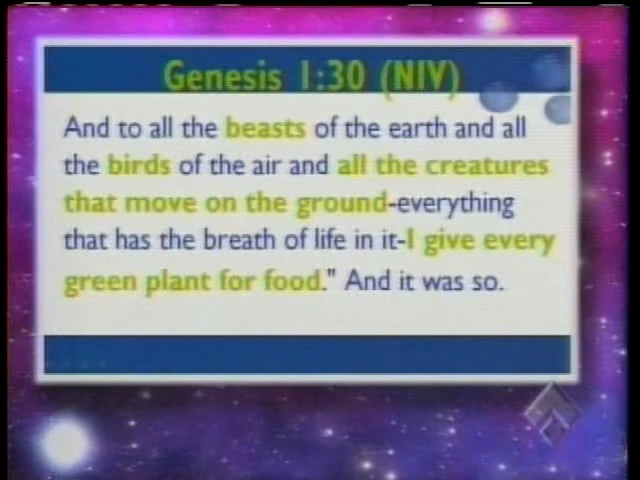 Genesis 1:30 (NIV)
And to all the beasts of the earth and all
the birds of the air and all the creatures
that move on the ground-everything
that has the breath of life in it-I give every
green plant for food." And it was so.